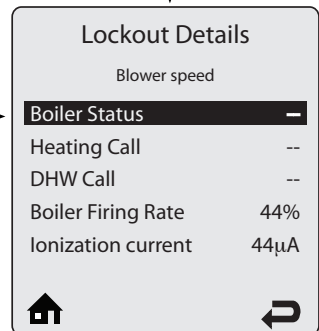 Lockout Details
Blower speed
Boiler Status –
Heating Call --
DHW Call --
Boiler Firing Rate 44%
Ionization current 44µA